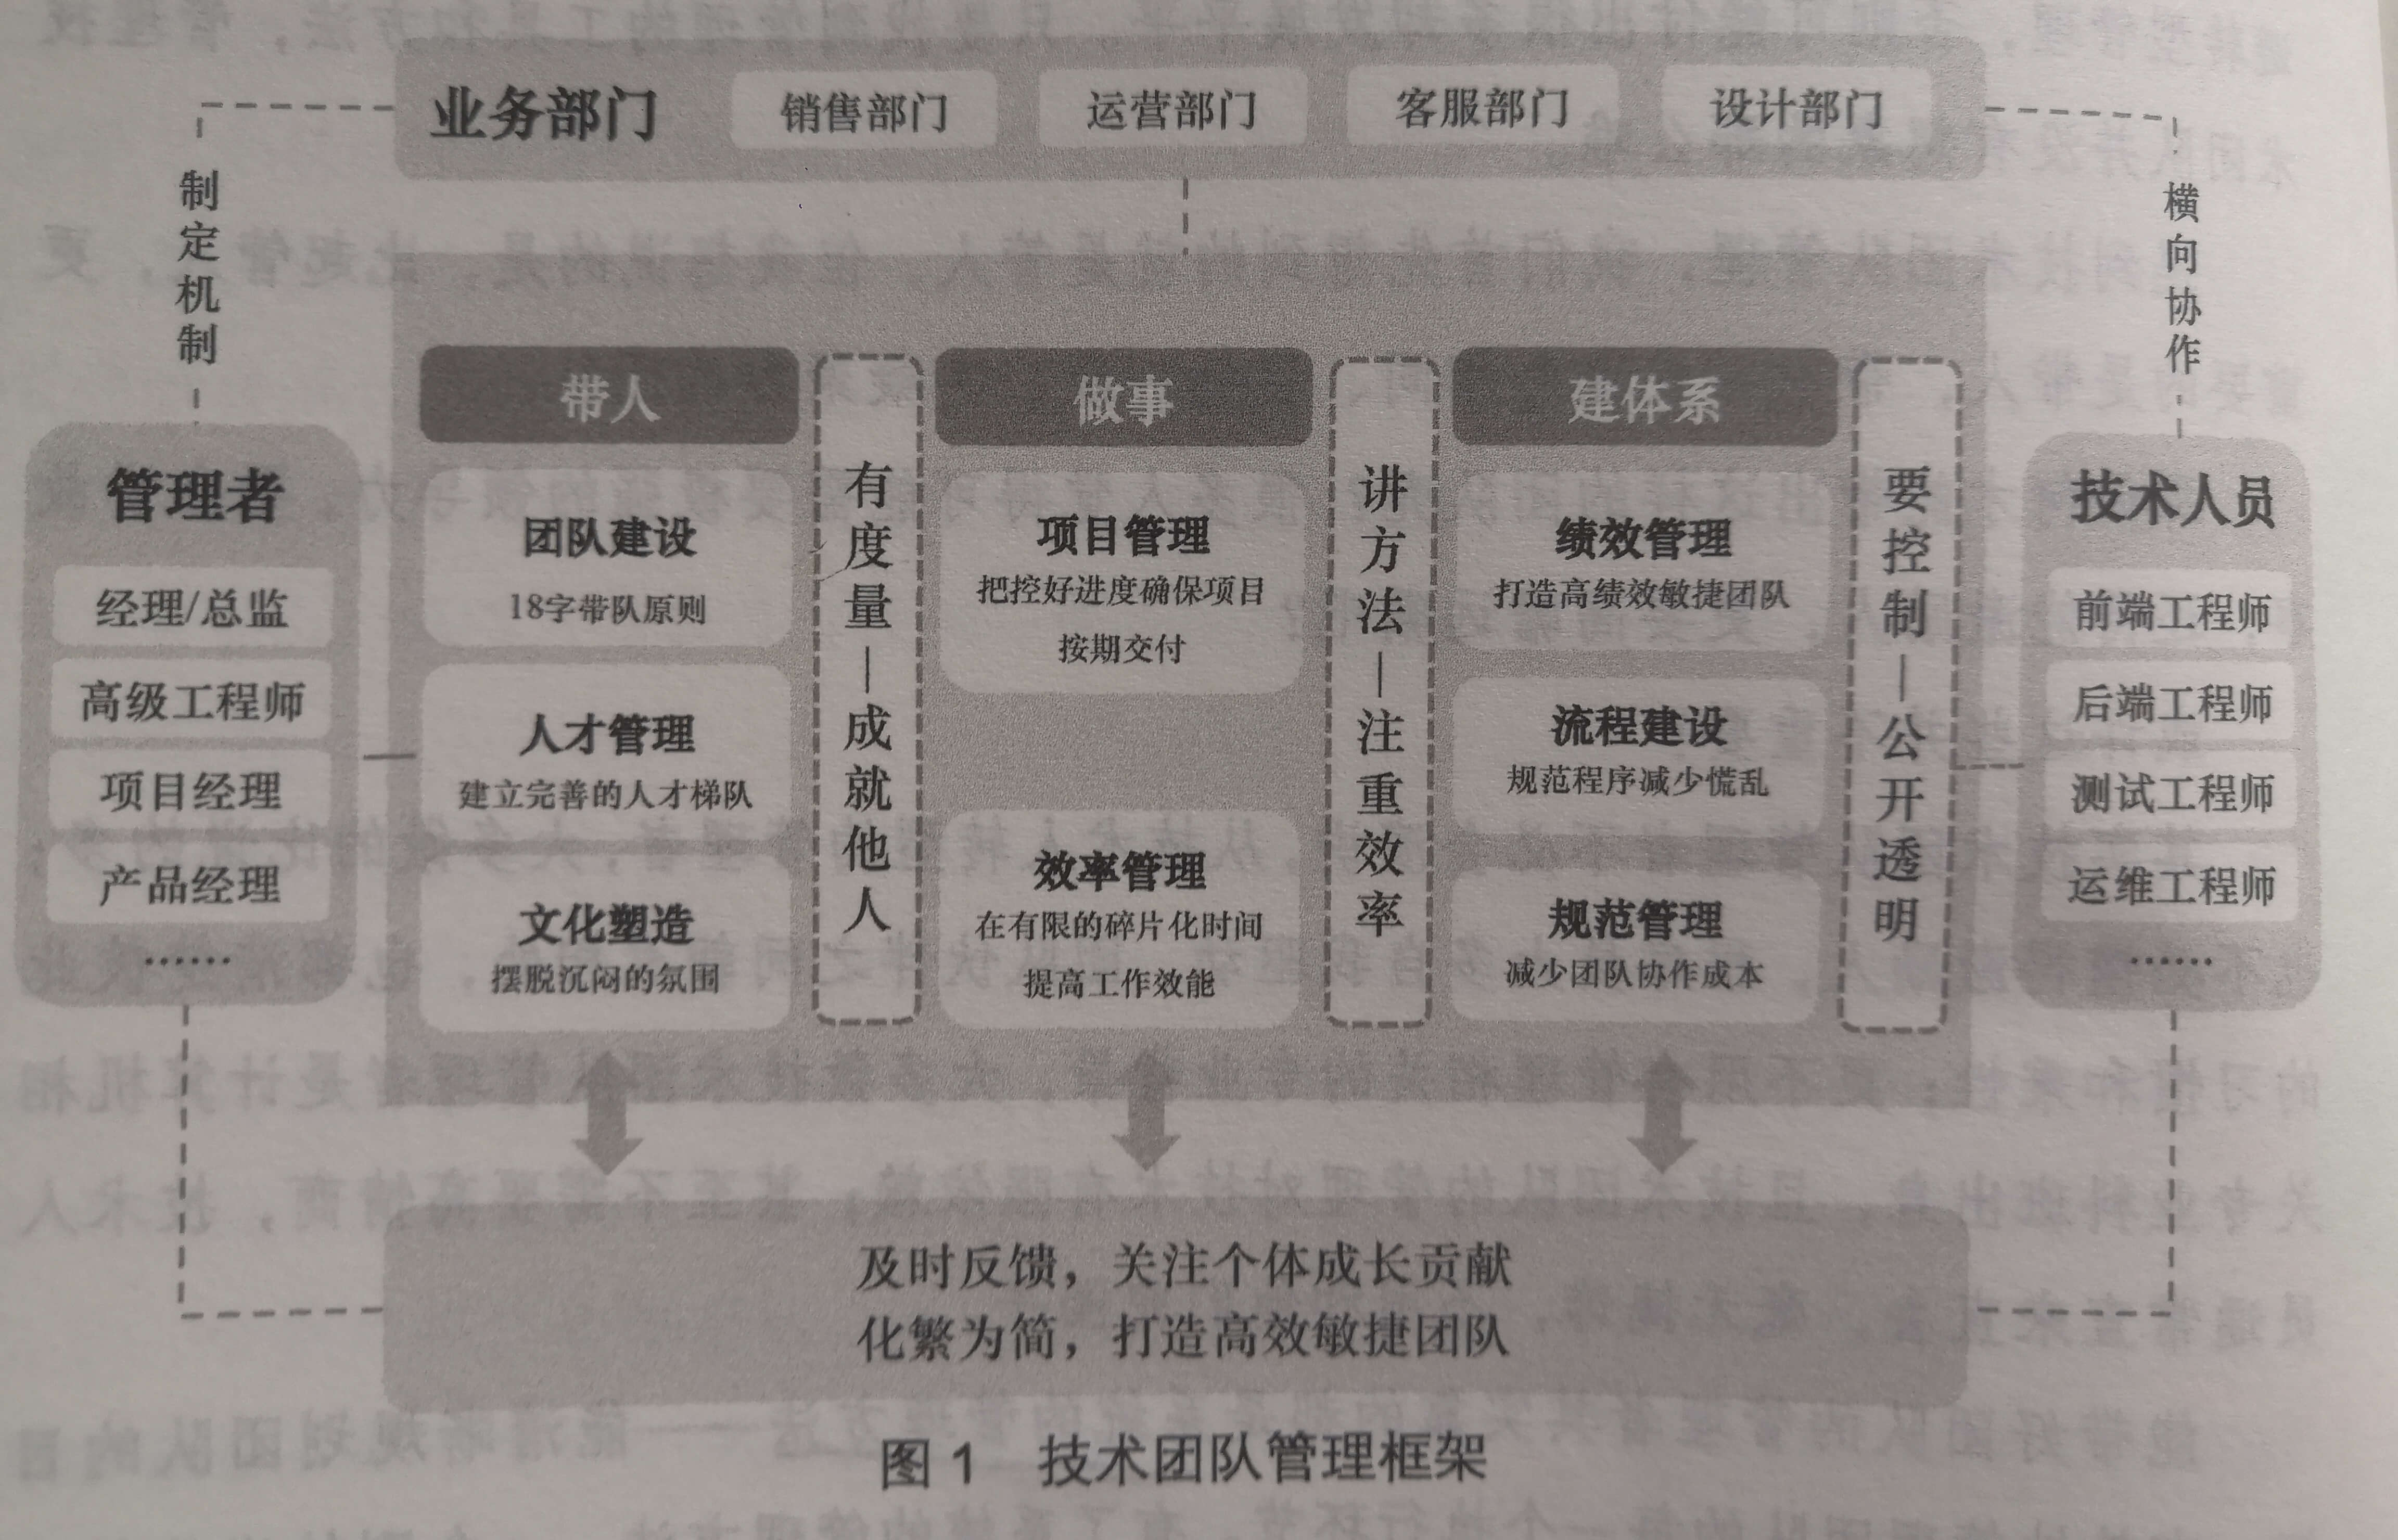 业务部门 销售部门 运营部门 客服部门 设计部门
制定机制
横向协作
管理者
经理/总监
高级工程师
项目经理
产品经理
……
带人
团队建设
18字带队原则
人才管理
建立完善的人才梯队
文化塑造
摆脱沉闷的氛围
有度量—成就他人
做事
项目管理
把控好进度确保项目
按期交付
效率管理
在有限的碎片化时间
提高工作效能
讲方法—注重效率
建体系
绩效管理
打造高绩效敏捷团队
流程建设
规范程序减少慌乱
规范管理
减少团队协作成本
要控制—公开透明
技术人员
前端工程师
后端工程师
测试工程师
运维工程师
……
及时反馈，关注个体成长贡献
化繁为简，打造高效敏捷团队
图1 技术团队管理框架